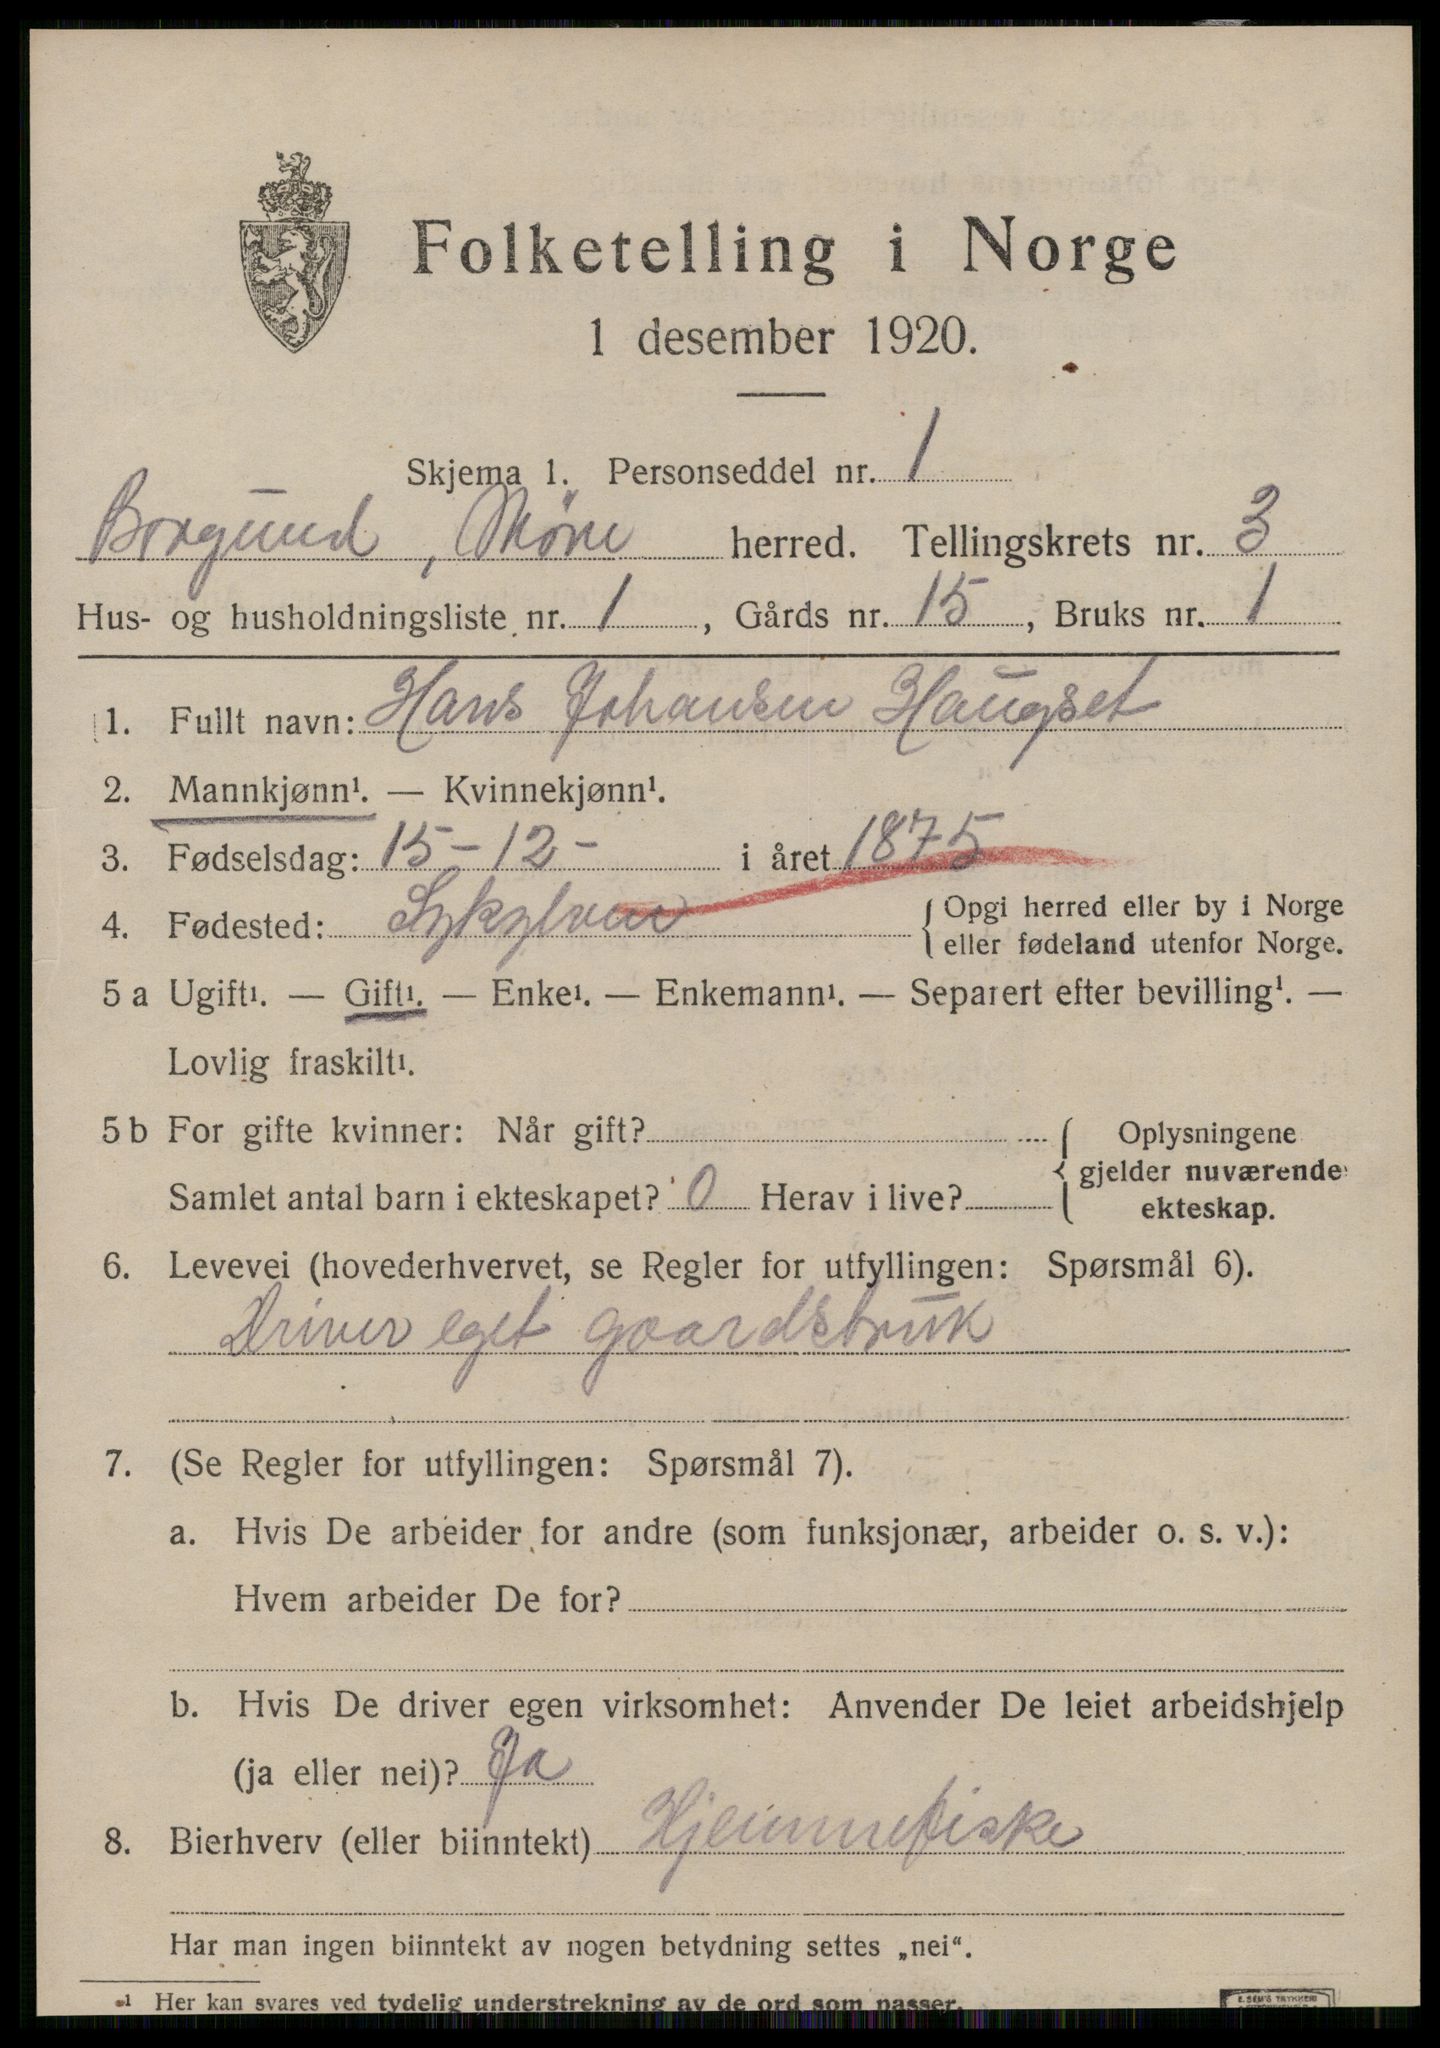 Folketelling i Norge
1 desember 1920.
Skjema 1. Personseddel nr. 1
Borgund, Møre herred. Tellingskrets nr. 3
Hus- og husholdningsliste nr. 1, Gårds nr. 15, Bruks nr. 1
1. Fullt navn: Hans Johansen Haugset
2. Mannkjønn¹. — Kvinnekjønn¹.
3. Fødselsdag: 15-12- i året 1875
4. Fødested: Sykylven { Opgi herred eller by i Norge
eller fødeland utenfor Norge.
5 a Ugift¹. — Gift¹. — Enke¹. — Enkemann¹. — Separert efter bevilling¹. —
Lovlig fraskilt¹.
5 b For gifte kvinner: Når gift? { Oplysningene
gjelder nuværende
Samlet antal barn i ekteskapet? 0 Herav i live? ekteskap.
6. Levevei (hovederhvervet, se Regler for utfyllingen: Spørsmål 6).
Driver eget gaardsbruk
7. (Se Regler for utfyllingen: Spørsmål 7).
a. Hvis De arbeider for andre (som funksjonær, arbeider o. s. v.):
Hvem arbeider De for?
b. Hvis De driver egen virksomhet: Anvender De leiet arbeidshjelp
(ja eller nei)? Ja
8. Bierhverv (eller biinntekt) Hjemmefiske
Har man ingen biinntekt av nogen betydning settes „nei“.
¹ Her kan svares ved tydelig understrekning av de ord som passer.
E. SEM'S TRYKKERI